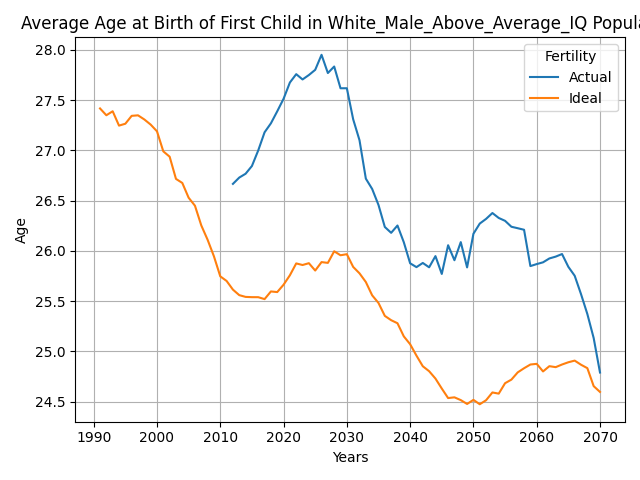 Average Age at Birth of First Child in White_Male_Above_Average_IQ Popula
Fertility
Actual
Ideal
28.0
27.5
27.0
26.5
26.0
25.5
25.0
24.5
Age
1990 2000 2010 2020 2030 2040 2050 2060 2070
Years